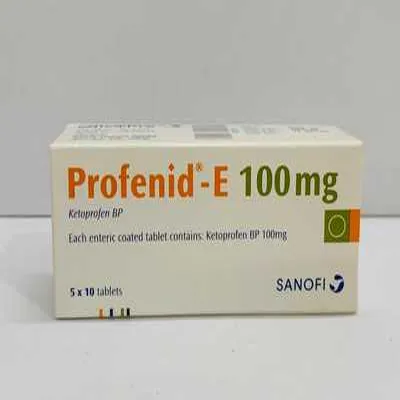 Profenid®-E 100mg
Ketoprofen BP
Each enteric coated tablet contains: Ketoprofen BP 100mg
5 x 10 tablets
SANOFI